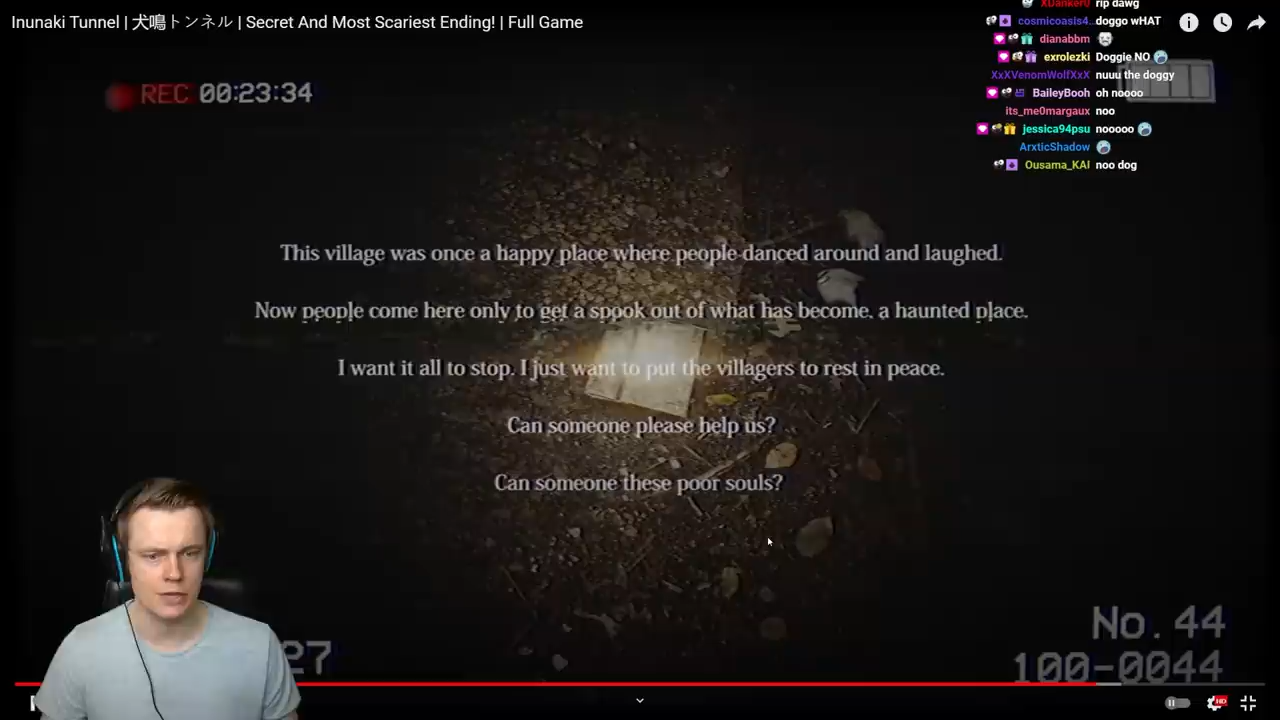 Inunaki Tunnel | 犬鳴トンネル | Secret And Most Scariest Ending! | Full Game
XUankerU rip dawg
cosmicoasis4.. doggo wHAT
dianabbm
exrolezki Doggie NO
XxXVenomWolfXxX nuuu the doggy
BaileyBooh oh noooo
its_me0margaux noo
jessica94psu nooooo
ArxticShadow
Ousama_KAI noo dog
REC 00:23:34
This village was once a happy place where people danced around and laughed.
Now people come here only to get a spook out of what has become, a haunted place.
I want it all to stop. I just want to put the villagers to rest in peace.
Can someone please help us?
Can someone these poor souls?
27
No.44
100-0044
HD